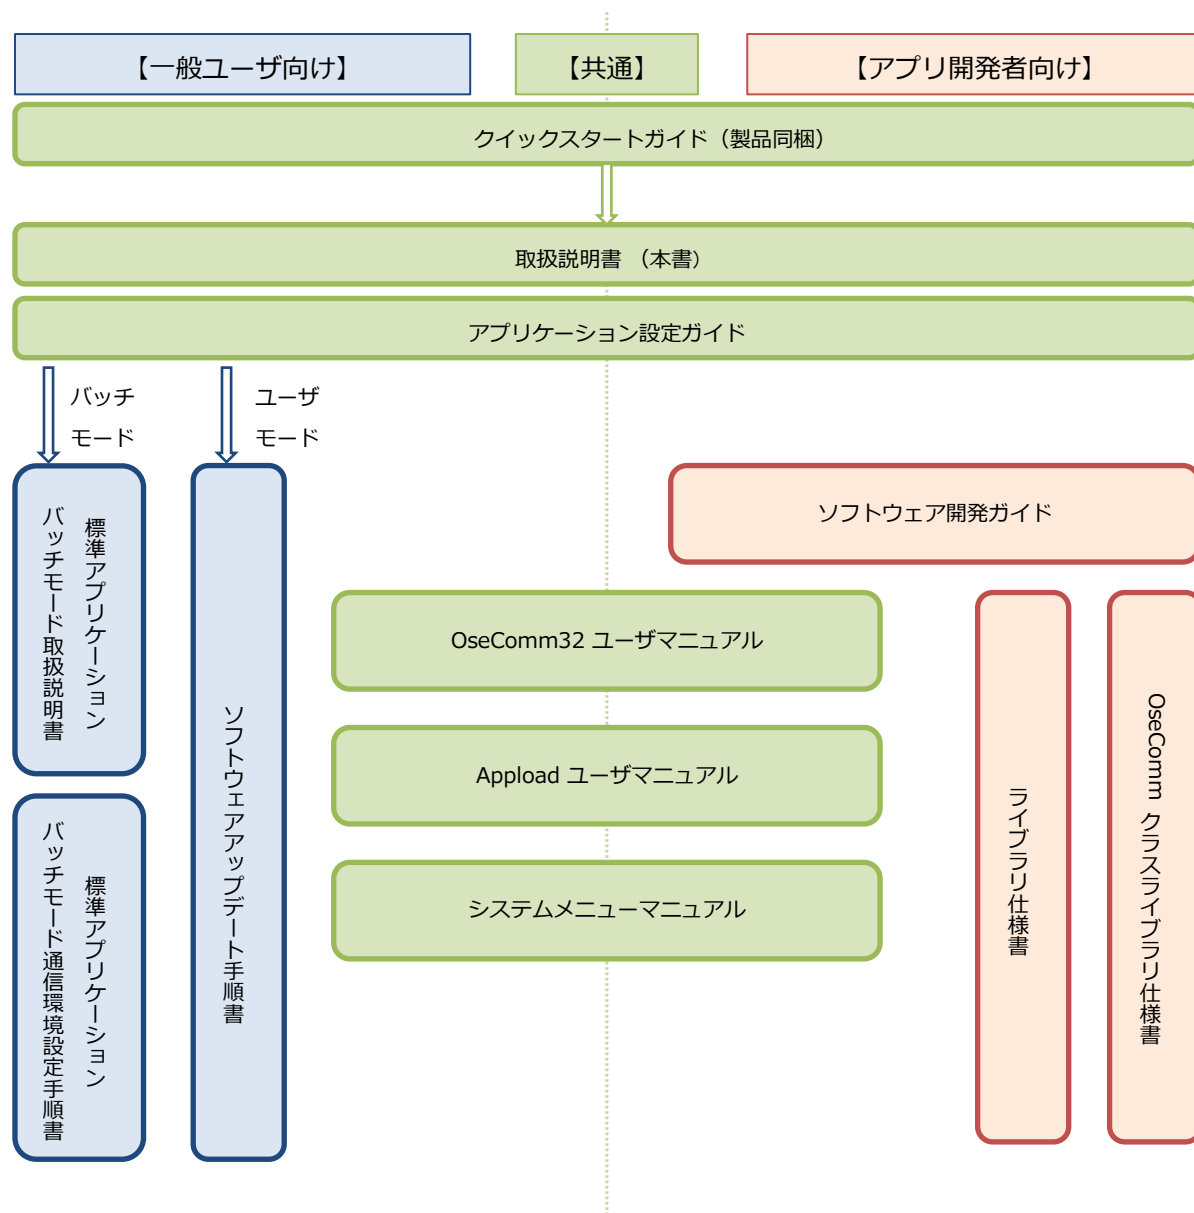 【一般ユーザ向け】
【共通】
【アプリ開発者向け】
クイックスタートガイド（製品同梱）
取扱説明書 （本書）
アプリケーション設定ガイド
バッチ
モード
ユーザ
モード
標準アプリケーション
バッチモード取扱説明書
標準アプリケーション
バッチモード通信環境設定手順書
ソフトウェアアップデート手順書
OseComm32 ユーザマニュアル
Appload ユーザマニュアル
システムメニューマニュアル
ソフトウェア開発ガイド
ライブラリ仕様書
OseComm クラスライブラリ仕様書